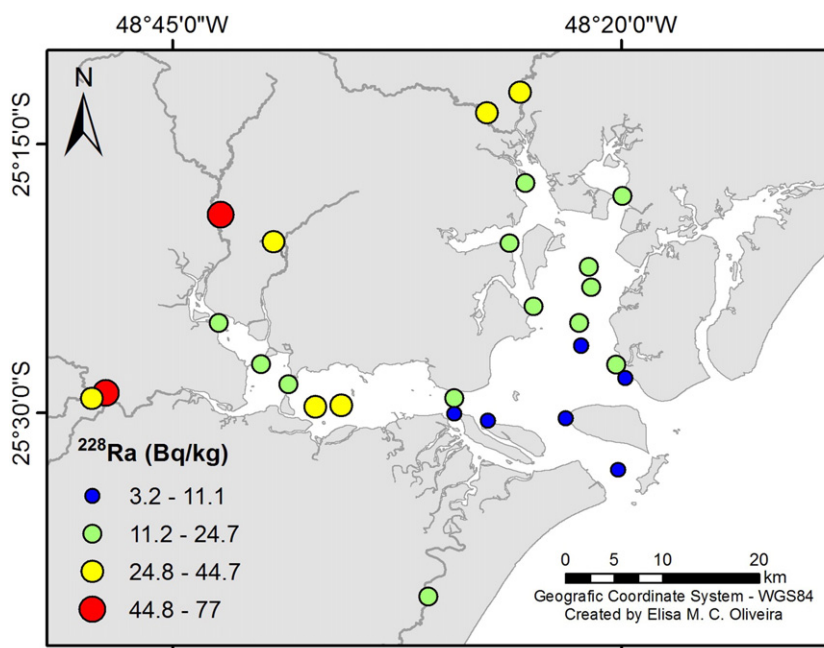 48°45'0"W 48°20'0"W
N
25°15'0"S
25°30'0"S
²²⁸Ra (Bq/kg)
3.2 - 11.1
11.2 - 24.7
24.8 - 44.7
44.8 - 77
0 5 10 20
km
Geografic Coordinate System - WGS84
Created by Elisa M. C. Oliveira